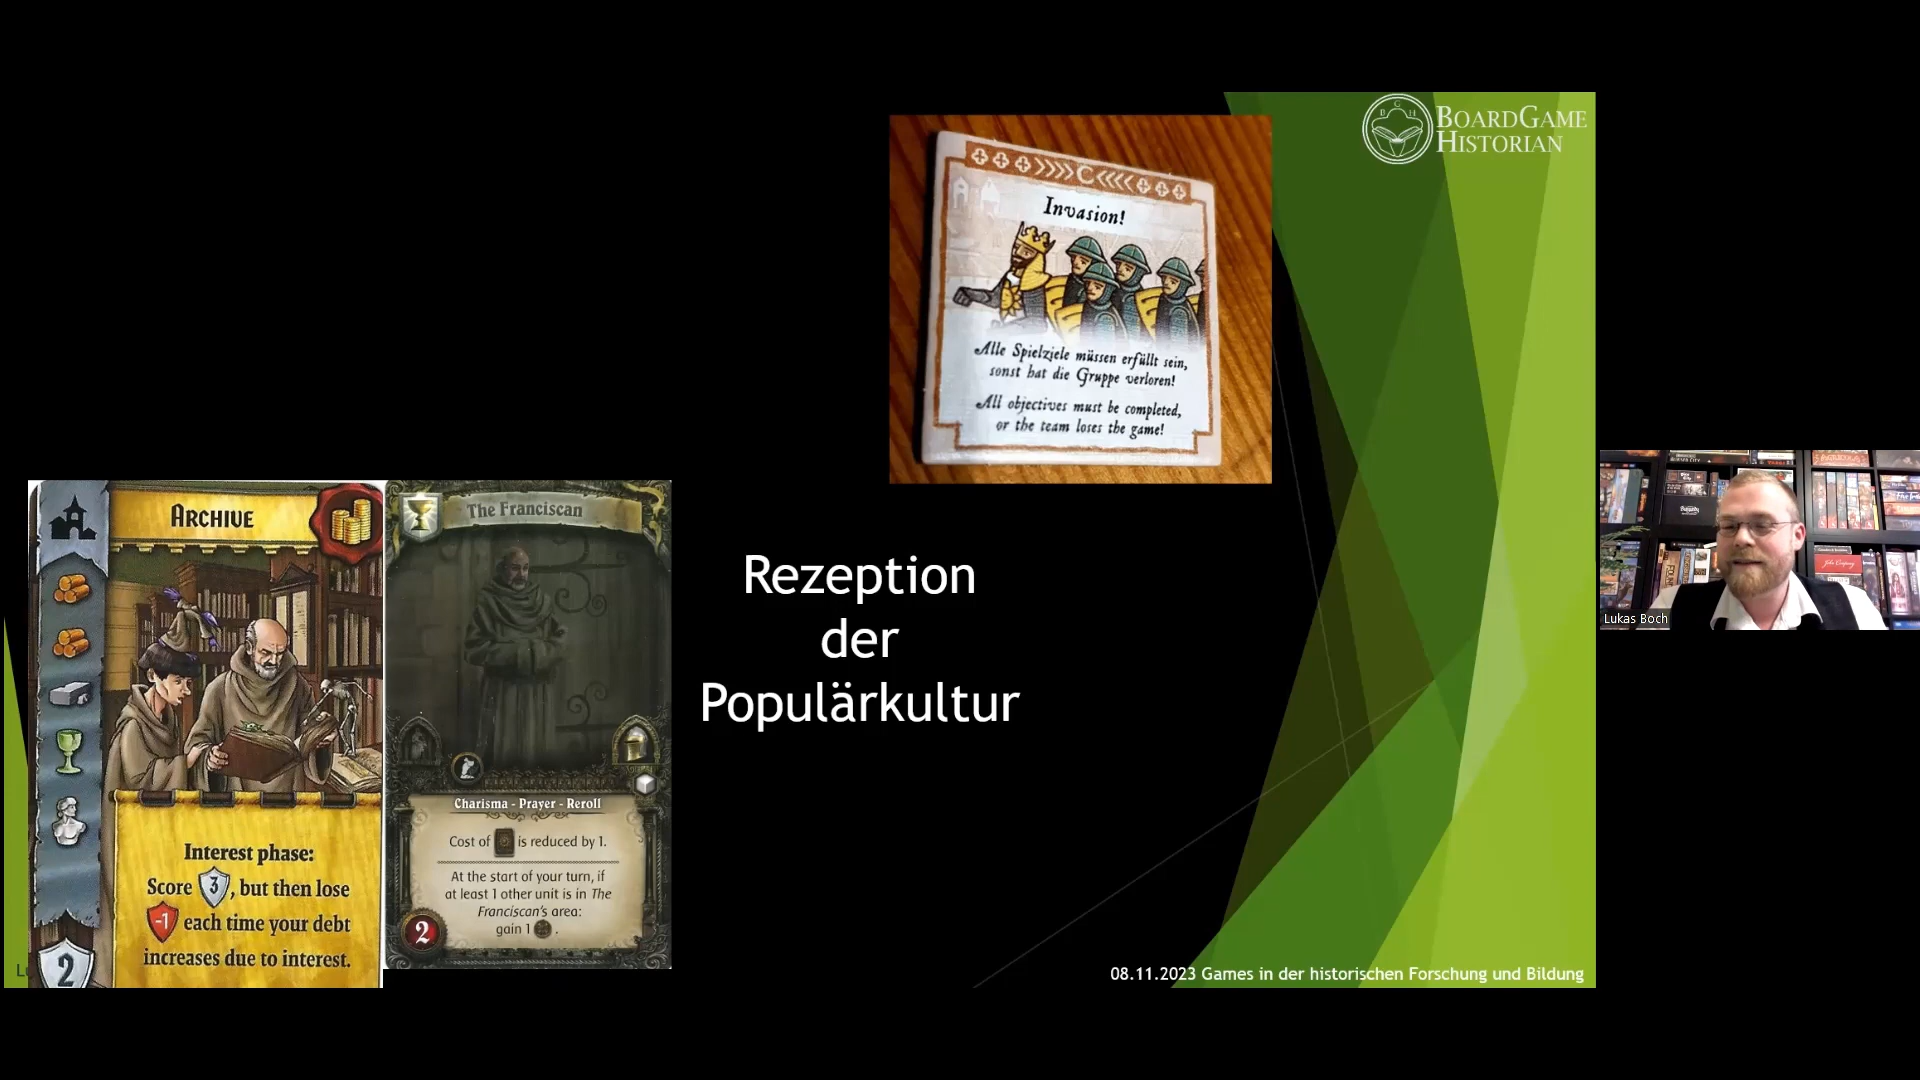 BOARDGAME
HISTORIAN
Invasion!
Alle Spielziele müssen erfüllt sein,
sonst hat die Gruppe verloren!
All objectives must be completed,
or the team loses the game!
ARCHIVE
Interest phase:
Score 3, but then lose
-1 each time your debt
increases due to interest.
2
The Franciscan
Charisma - Prayer - Reroll
Cost of is reduced by 1.
At the start of your turn, if
at least 1 other unit is in The
Franciscan's area:
gain 1 .
2
Rezeption
der
Populärkultur
Lukas Boch
08.11.2023 Games in der historischen Forschung und Bildung